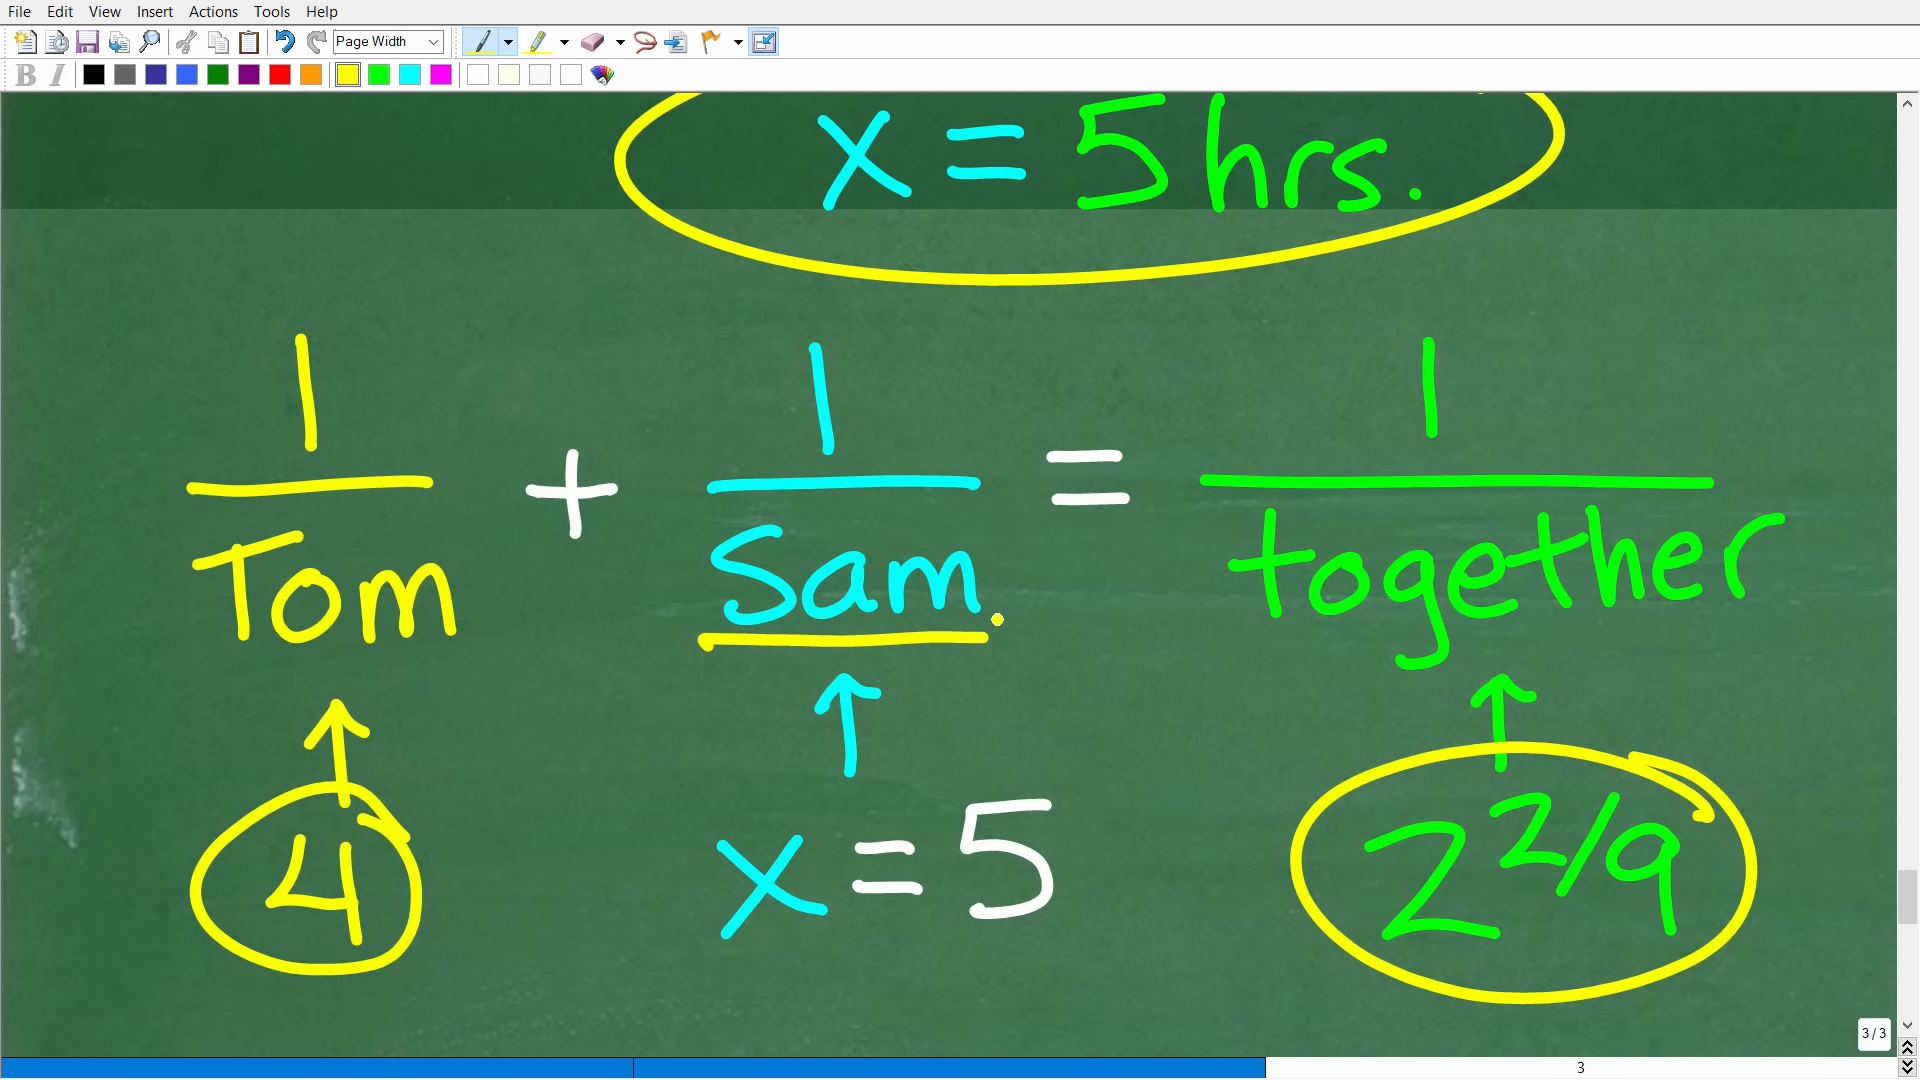 File Edit View Insert Actions Tools Help
Page Width
B I
x = 5 hrs.
1 + 1 = 1
Tom Sam together
4 x = 5 2 2/9
3 / 3
3